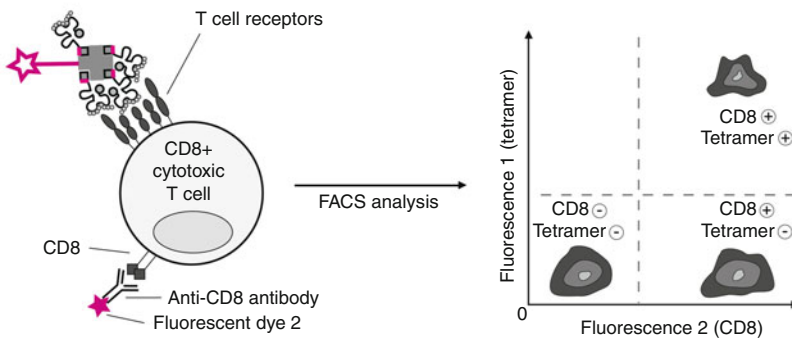 T cell receptors
CD8+
cytotoxic
T cell
CD8
Anti-CD8 antibody
Fluorescent dye 2
FACS analysis
Fluorescence 1 (tetramer)
CD8 +
Tetramer +
CD8 -
Tetramer -
CD8 +
Tetramer -
0
Fluorescence 2 (CD8)